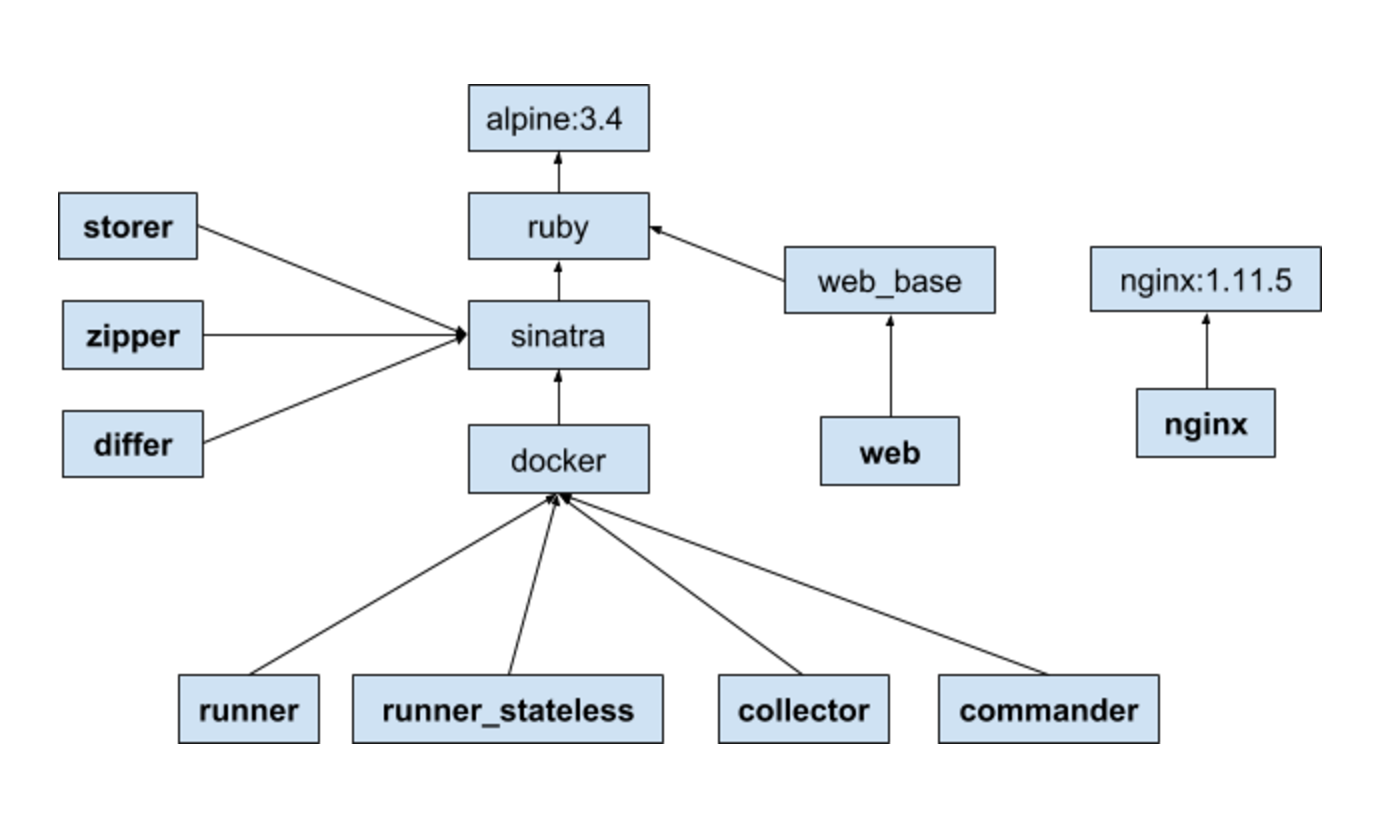 alpine:3.4
storer
ruby
web_base
nginx:1.11.5
zipper
sinatra
differ
docker
web
nginx
runner
runner_stateless
collector
commander